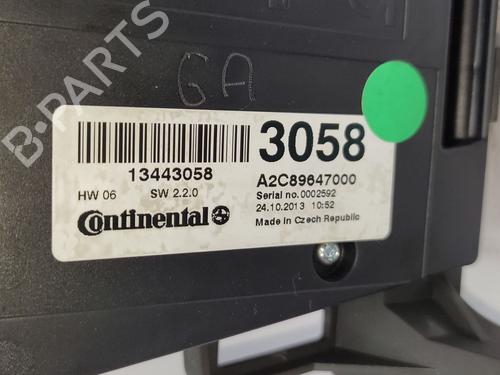 B-PARTS
GA
3058
13443058
A2C89647000
HW 06 SW 2.2.0
Serial no.0002592
24.10.2013 10:52
Continental
Made in Czech Republic